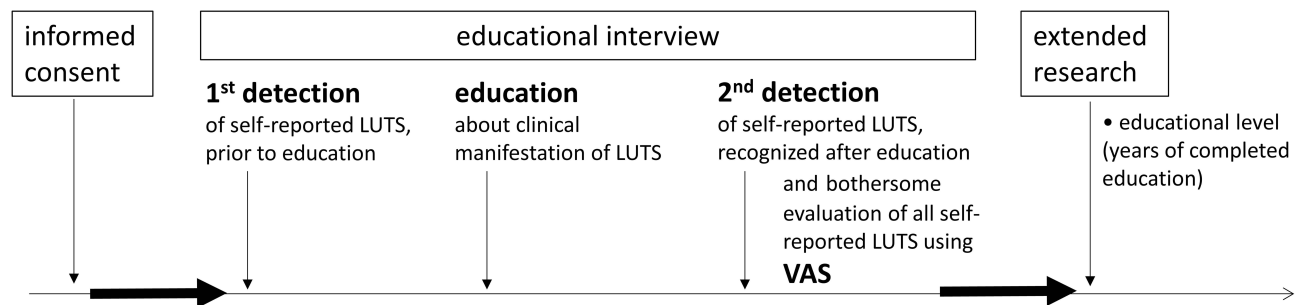 informed
consent
educational interview
extended
research
1st detection
of self-reported LUTS,
prior to education
education
about clinical
manifestation of LUTS
2nd detection
of self-reported LUTS,
recognized after education
and bothersome
evaluation of all self-
reported LUTS using
VAS
• educational level
(years of completed
education)